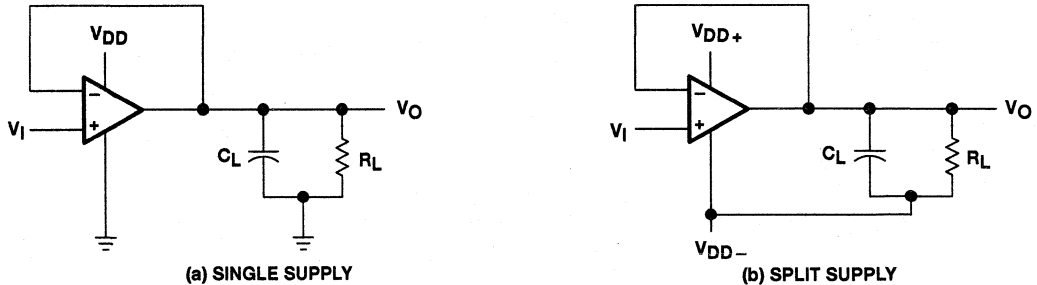 VDD
−
+
VI
VO
CL
RL
(a) SINGLE SUPPLY
VDD+
−
+
VI
VO
CL
RL
VDD−
(b) SPLIT SUPPLY